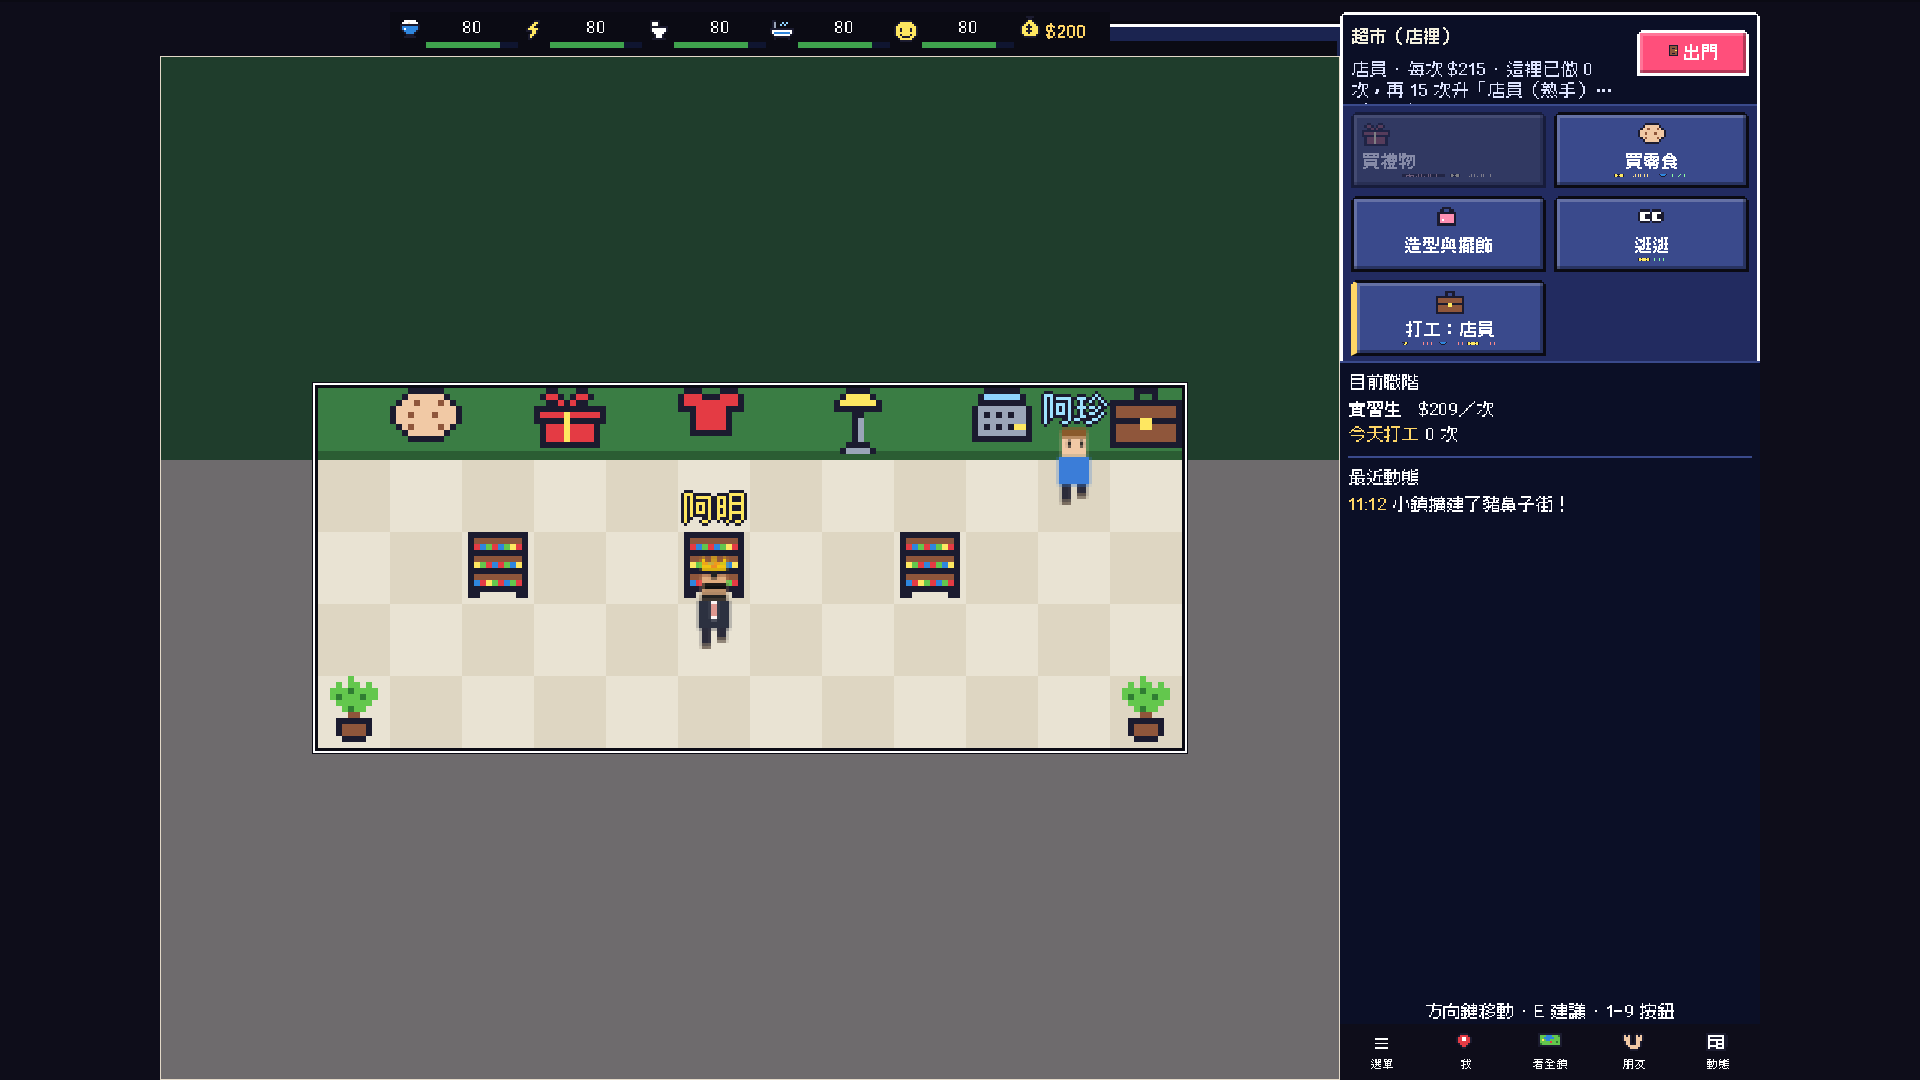 80 80 80 80 80 $200
超市（店裡）
出門
店員·每次 $215·這裡已做 0
次，再 15 次升「店員（熟手）…
買禮物
買零食
造型與擺飾
逛逛
打工：店員
目前職階
實習生 $209／次
今天打工 0 次
最近動態
11:12 小鎮擴建了豬鼻子街！
阿珍
阿明
方向鍵移動·E 建議·1-9 按鈕
選單
我
看全鎮
朋友
動態